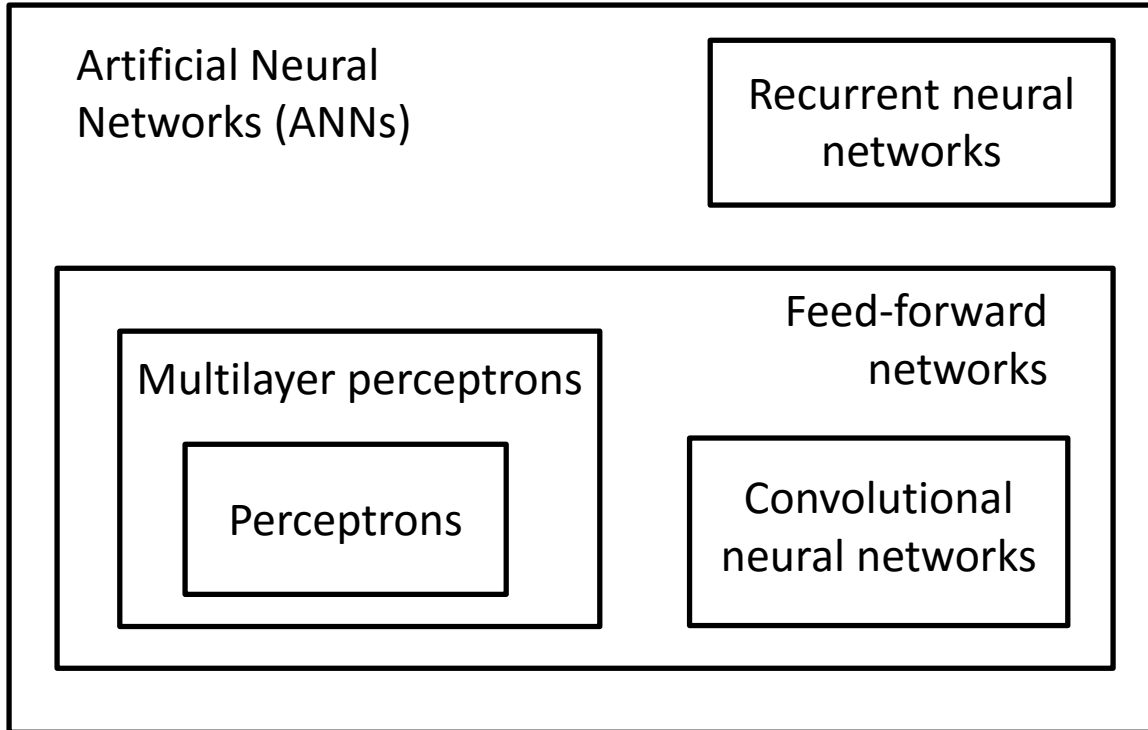 Artificial Neural
Networks (ANNs)
Recurrent neural
networks
Feed-forward
networks
Multilayer perceptrons
Perceptrons
Convolutional
neural networks